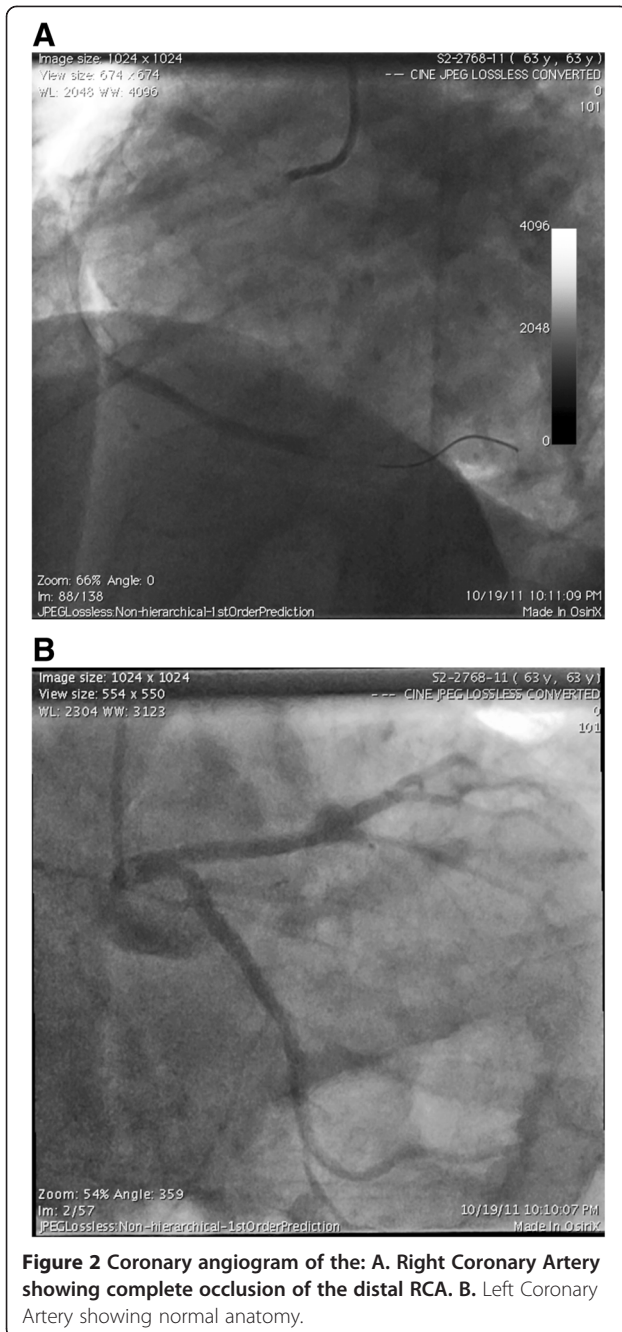 A
Image size: 1024 x 1024
View size: 674 x 674
WL: 2048 WW: 4096
S2-2768-11 ( 63 y, 63 y)
-- CINE JPEG LOSSLESS CONVERTED
0
101
4096
2048
0
Zoom: 66% Angle: 0
Im: 88/138
JPEGLossless:Non-hierarchical-1stOrderPrediction
10/19/11 10:11:09 PM
Made In OsiriX
B
Image size: 1024 x 1024
View size: 554 x 550
WL: 2304 WW: 3123
S2-2768-11 ( 63 y, 63 y)
--- CINE JPEG LOSSLESS CONVERTED
0
101
Zoom: 54% Angle: 359
Im: 2/57
JPEGLossless:Non-hierarchical-1stOrderPrediction
10/19/11 10:10:07 PM
Made In OsiriX
Figure 2 Coronary angiogram of the: A. Right Coronary Artery
showing complete occlusion of the distal RCA. B. Left Coronary
Artery showing normal anatomy.